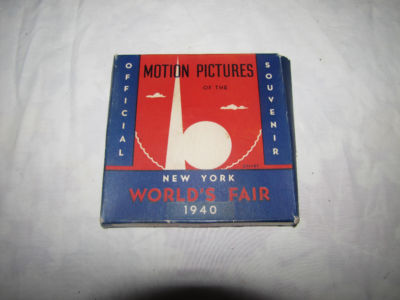 OFFICIAL
MOTION PICTURES
OF THE
SOUVENIR
NEW YORK
WORLD'S FAIR
1940